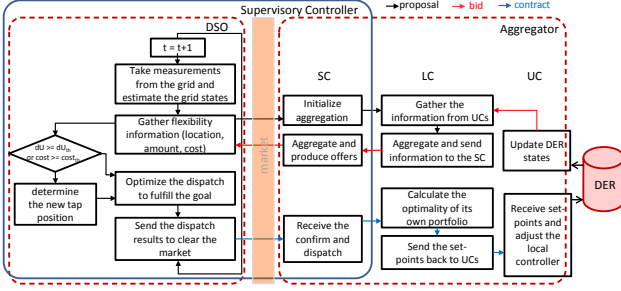 Supervisory Controller
proposal
bid
contract
DSO
Aggregator
t = t+1
Take measurements
from the grid and
estimate the grid states
Gather flexibility
information (location,
amount, cost)
dU >= dUth
or cost >= costth
determine
the new tap
position
Optimize the dispatch
to fulfill the goal
Send the dispatch
results to clear the
market
market
SC
LC
UC
Initialize
aggregation
Gather the
information from UCs
Aggregate and
produce offers
Aggregate and send
information to the SC
Update DER
states
DER
Receive the
confirm and
dispatch
Calculate the
optimality of its
own portfolio
Send the set-
points back to UCs
Receive set-
points and
adjust the
local
controller